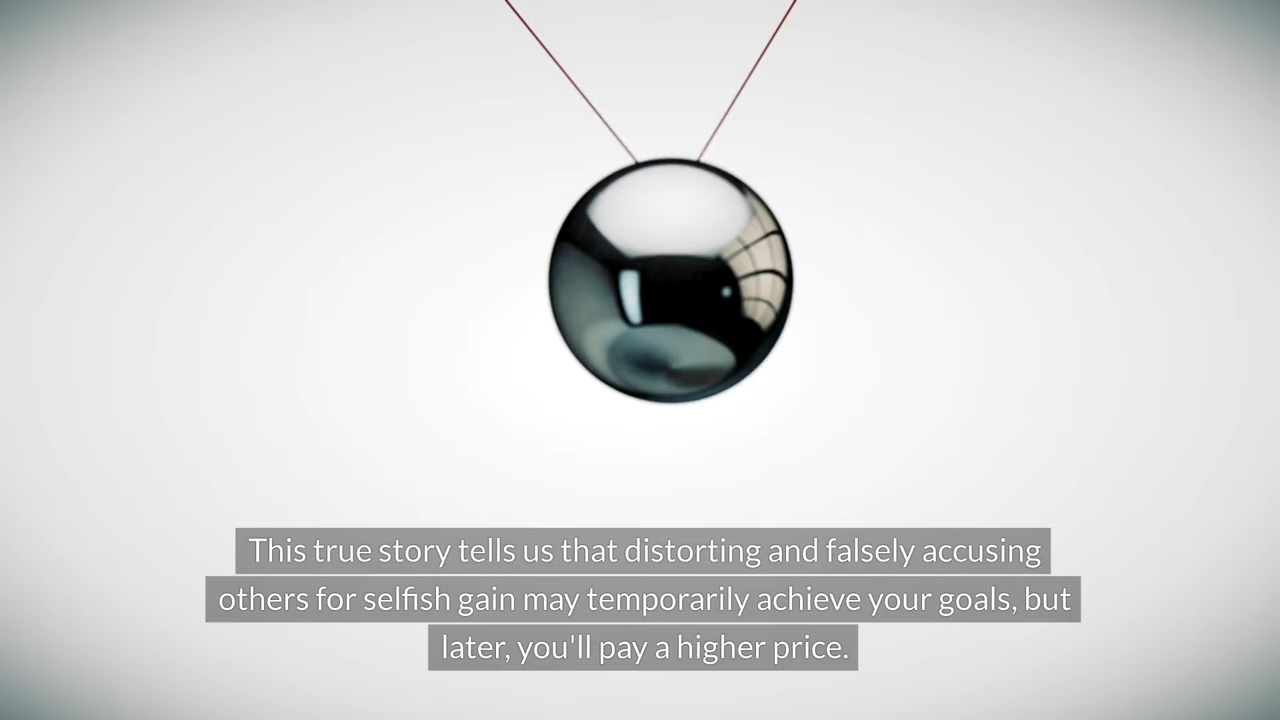 This true story tells us that distorting and falsely accusing
others for selfish gain may temporarily achieve your goals, but
later, you'll pay a higher price.